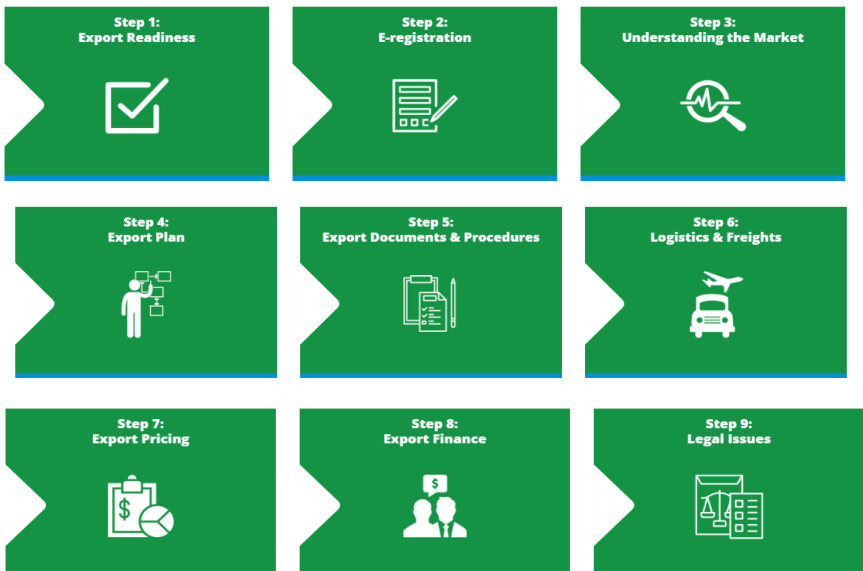 Step 1:
Export Readiness
Step 2:
E-registration
Step 3:
Understanding the Market
Step 4:
Export Plan
Step 5:
Export Documents & Procedures
Step 6:
Logistics & Freights
Step 7:
Export Pricing
$
Step 8:
Export Finance
$
Step 9:
Legal Issues